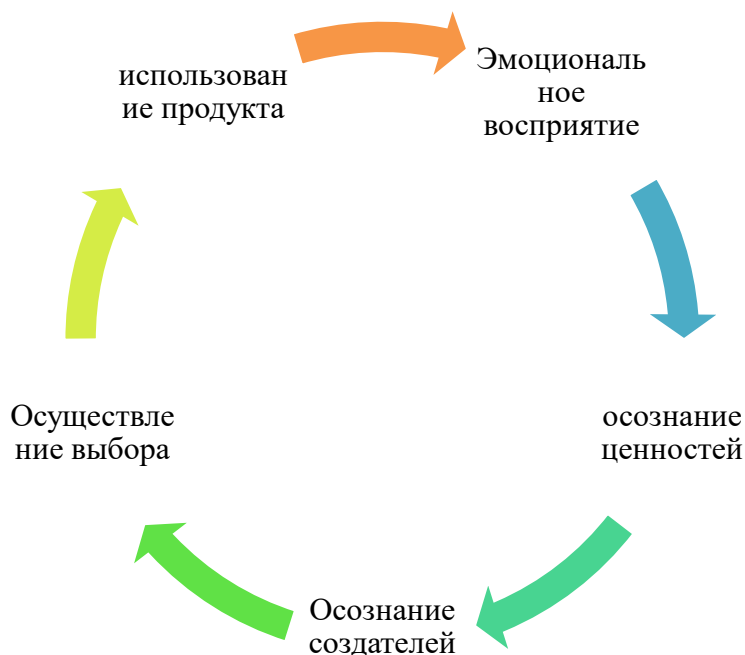 использован
ие продукта
Эмоциональ
ное
восприятие
осознание
ценностей
Осознание
создателей
Осуществле
ние выбора